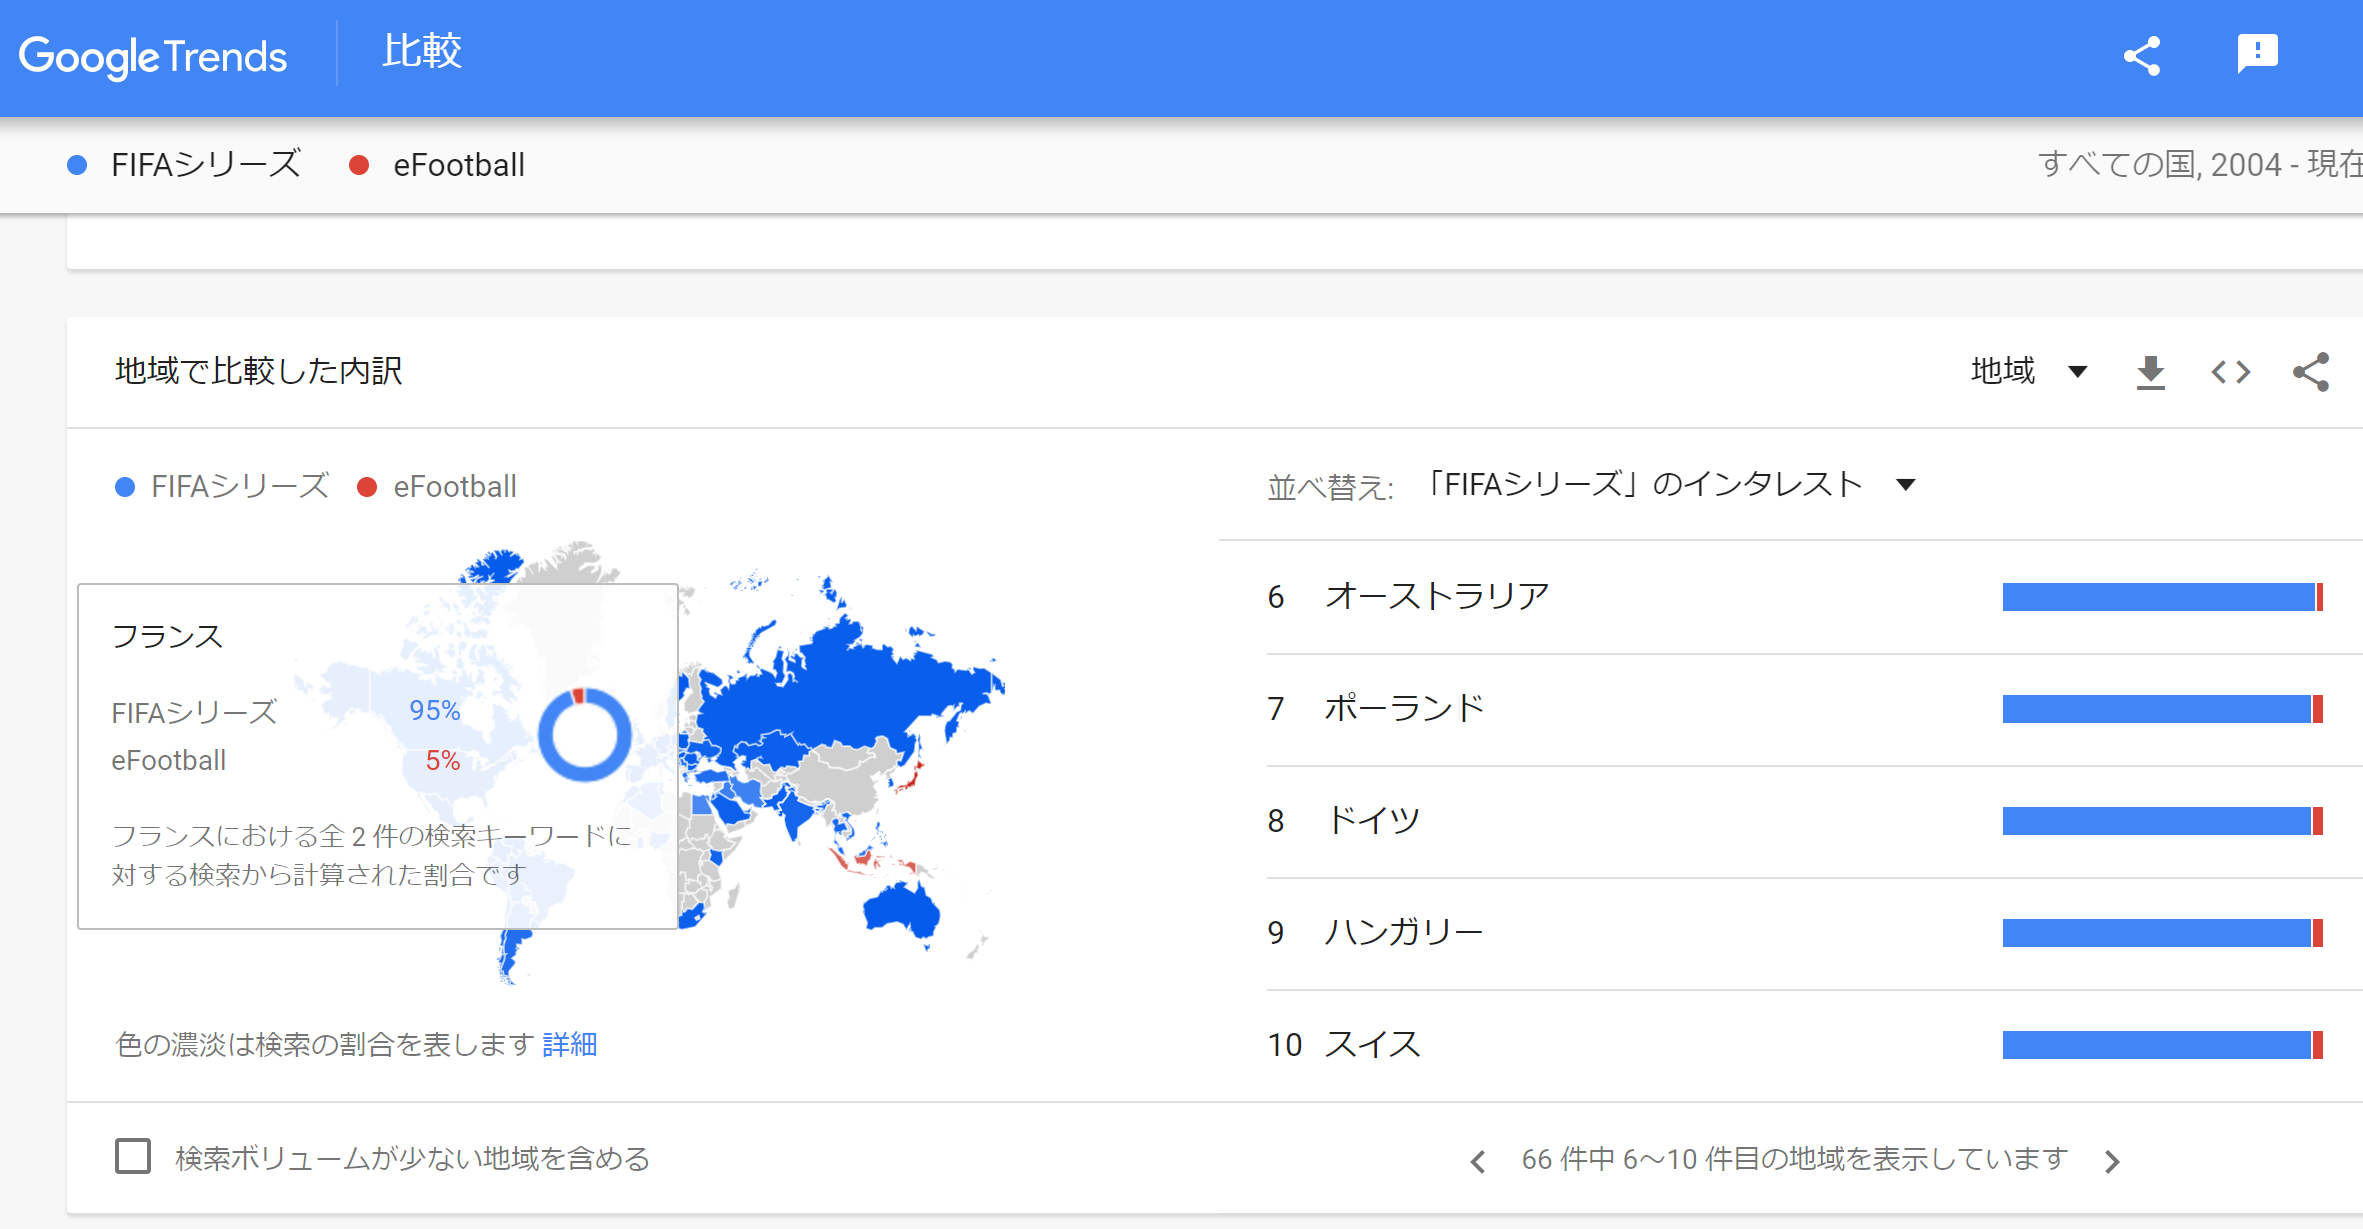 Google Trends
比較
FIFAシリーズ
eFootball
すべての国, 2004 - 現在
地域で比較した内訳
地域
FIFAシリーズ
eFootball
並べ替え:
「FIFAシリーズ」のインタレスト
フランス
FIFAシリーズ 95%
eFootball 5%
フランスにおける全 2 件の検索キーワードに
対する検索から計算された割合です
6 オーストラリア
7 ポーランド
8 ドイツ
9 ハンガリー
10 スイス
色の濃淡は検索の割合を表します 詳細
検索ボリュームが少ない地域を含める
66 件中 6～10 件目の地域を表示しています